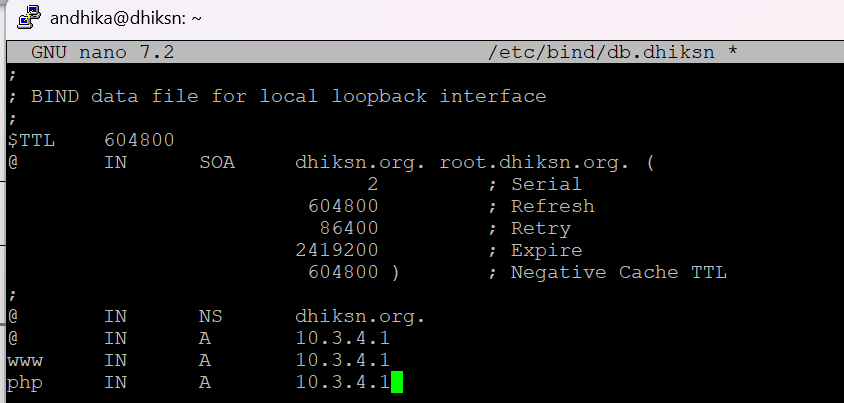 andhika@dhiksn: ~
GNU nano 7.2 /etc/bind/db.dhiksn *
;
; BIND data file for local loopback interface
;
$TTL 604800
@ IN SOA dhiksn.org. root.dhiksn.org. (
2 ; Serial
604800 ; Refresh
86400 ; Retry
2419200 ; Expire
604800 ) ; Negative Cache TTL
;
@ IN NS dhiksn.org.
@ IN A 10.3.4.1
www IN A 10.3.4.1
php IN A 10.3.4.1